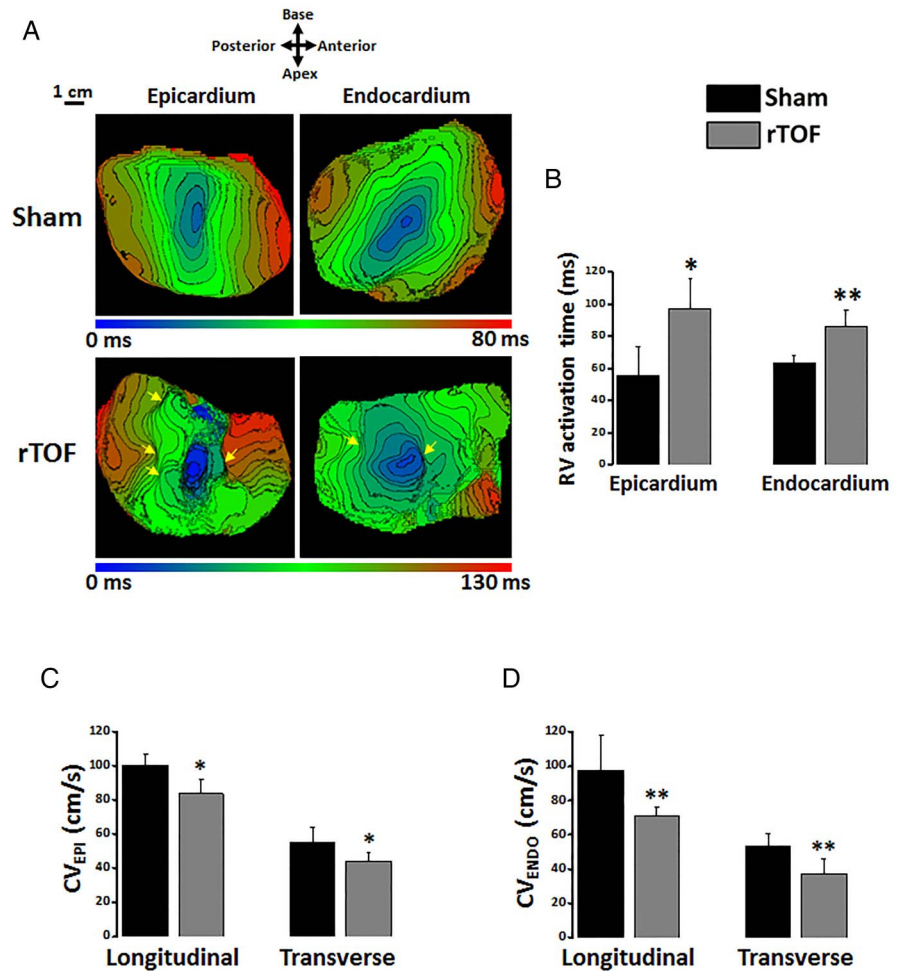 A
Base
Posterior Anterior
Apex
1 cm
Epicardium Endocardium
Sham
rTOF
B
Sham
0 ms 80 ms
rTOF
0 ms 130 ms
RV activation time (ms)
120
100
80
60
40
20
0
* **
Epicardium Endocardium
C
CVEPI (cm/s)
120
100
80
60
40
20
0
* *
Longitudinal Transverse
D
CVENDO (cm/s)
120
100
80
60
40
20
0
** **
Longitudinal Transverse